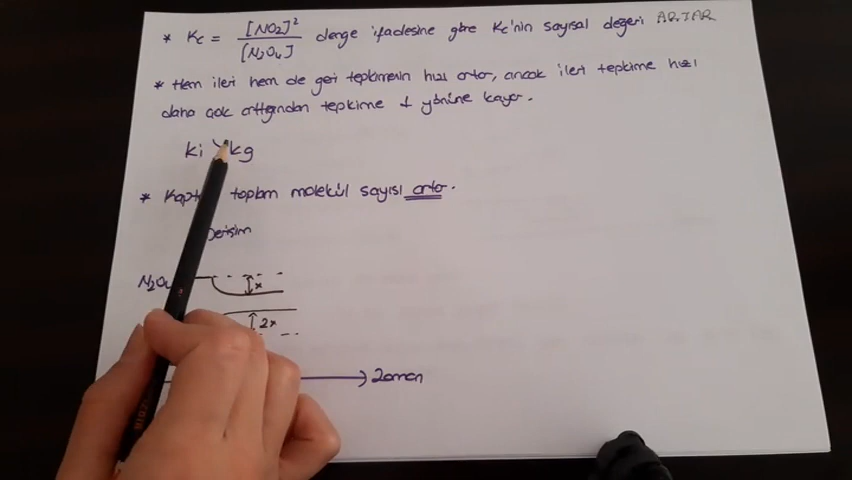 * Kc = [NO2]² / [N2O4] denge ifadesine göre Kc'nin sayısal değeri ARTAR
* Hem ileri hem de geri tepkimenin hızı artar, ancak ileri tepkime hızı
daha çok arttığından tepkime + yönüne kayar.
ki > kg
* toplam molekül sayısı artar.
Derişim
N2O4
x
2x
Zaman